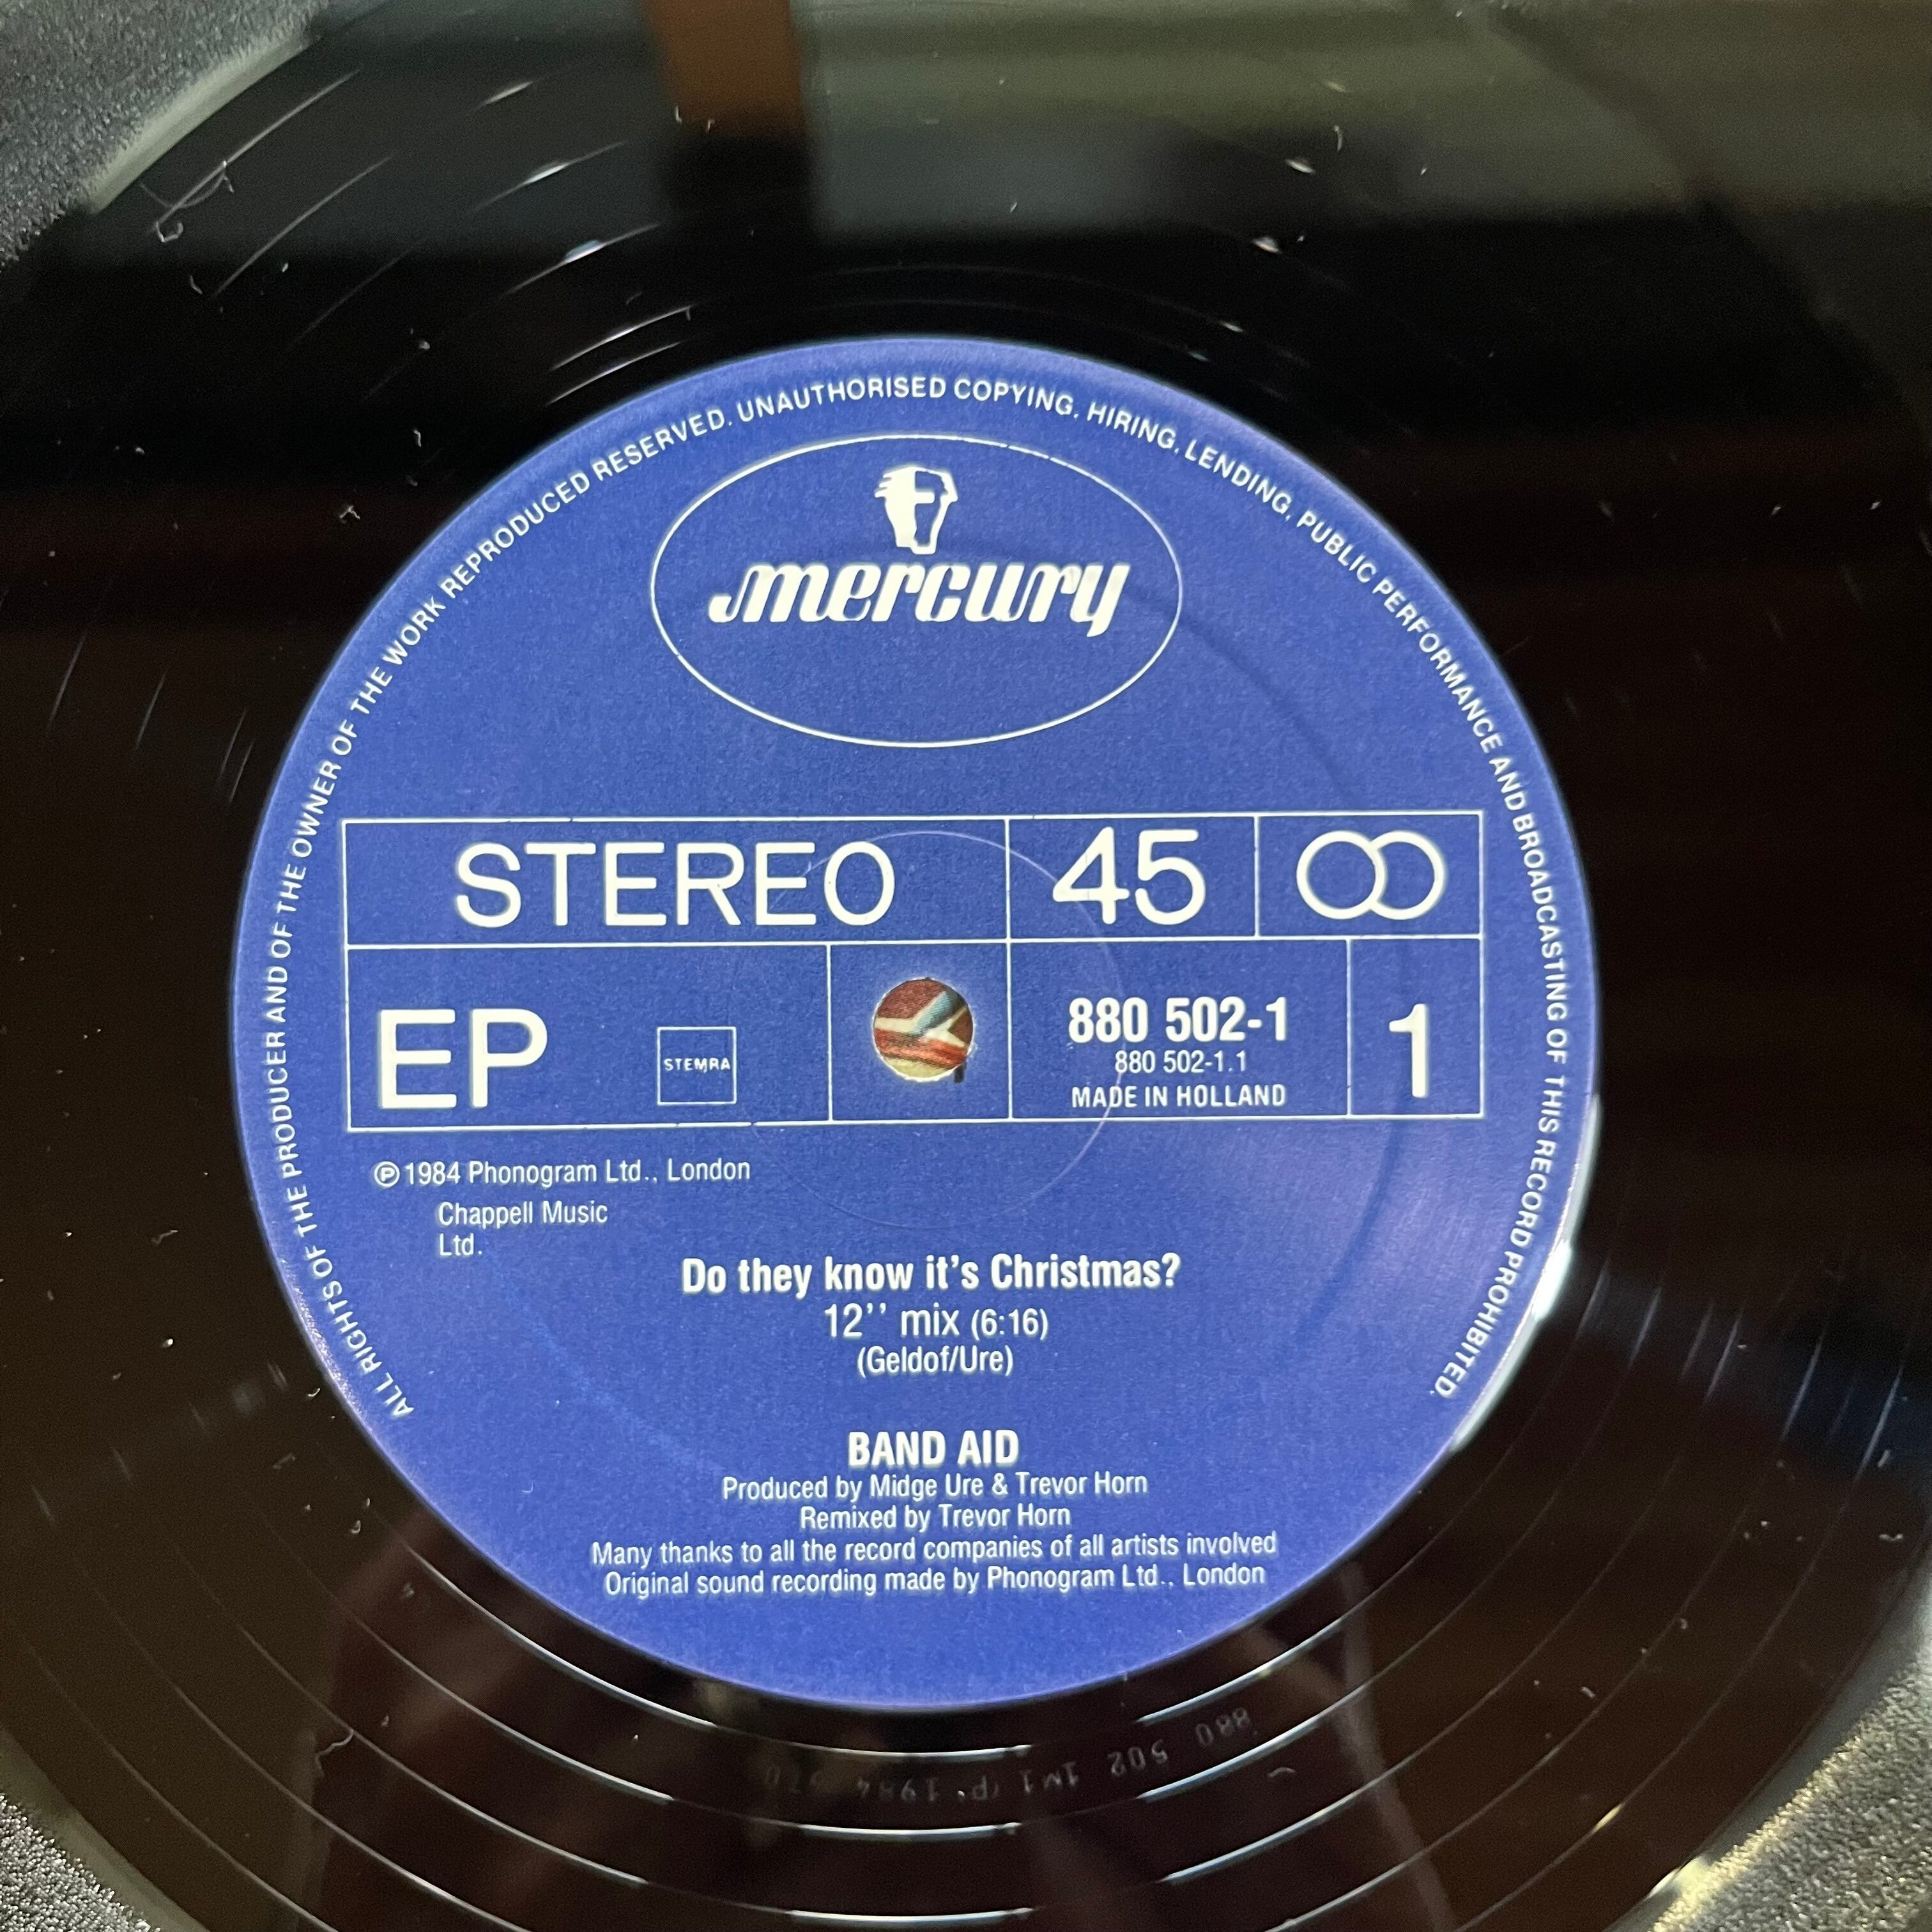 ALL RIGHTS OF THE PRODUCER AND OF THE OWNER OF THE WORK REPRODUCED RESERVED. UNAUTHORISED COPYING, HIRING, LENDING, PUBLIC PERFORMANCE AND BROADCASTING OF THIS RECORD PROHIBITED.
mercury
STEREO 45
EP STEMRA 880 502-1 1
880 502-1.1
MADE IN HOLLAND
℗ 1984 Phonogram Ltd., London
Chappell Music
Ltd.
Do they know it's Christmas?
12'' mix (6:16)
(Geldof/Ure)
BAND AID
Produced by Midge Ure & Trevor Horn
Remixed by Trevor Horn
Many thanks to all the record companies of all artists involved
Original sound recording made by Phonogram Ltd., London
880 502 1M1 P 1984